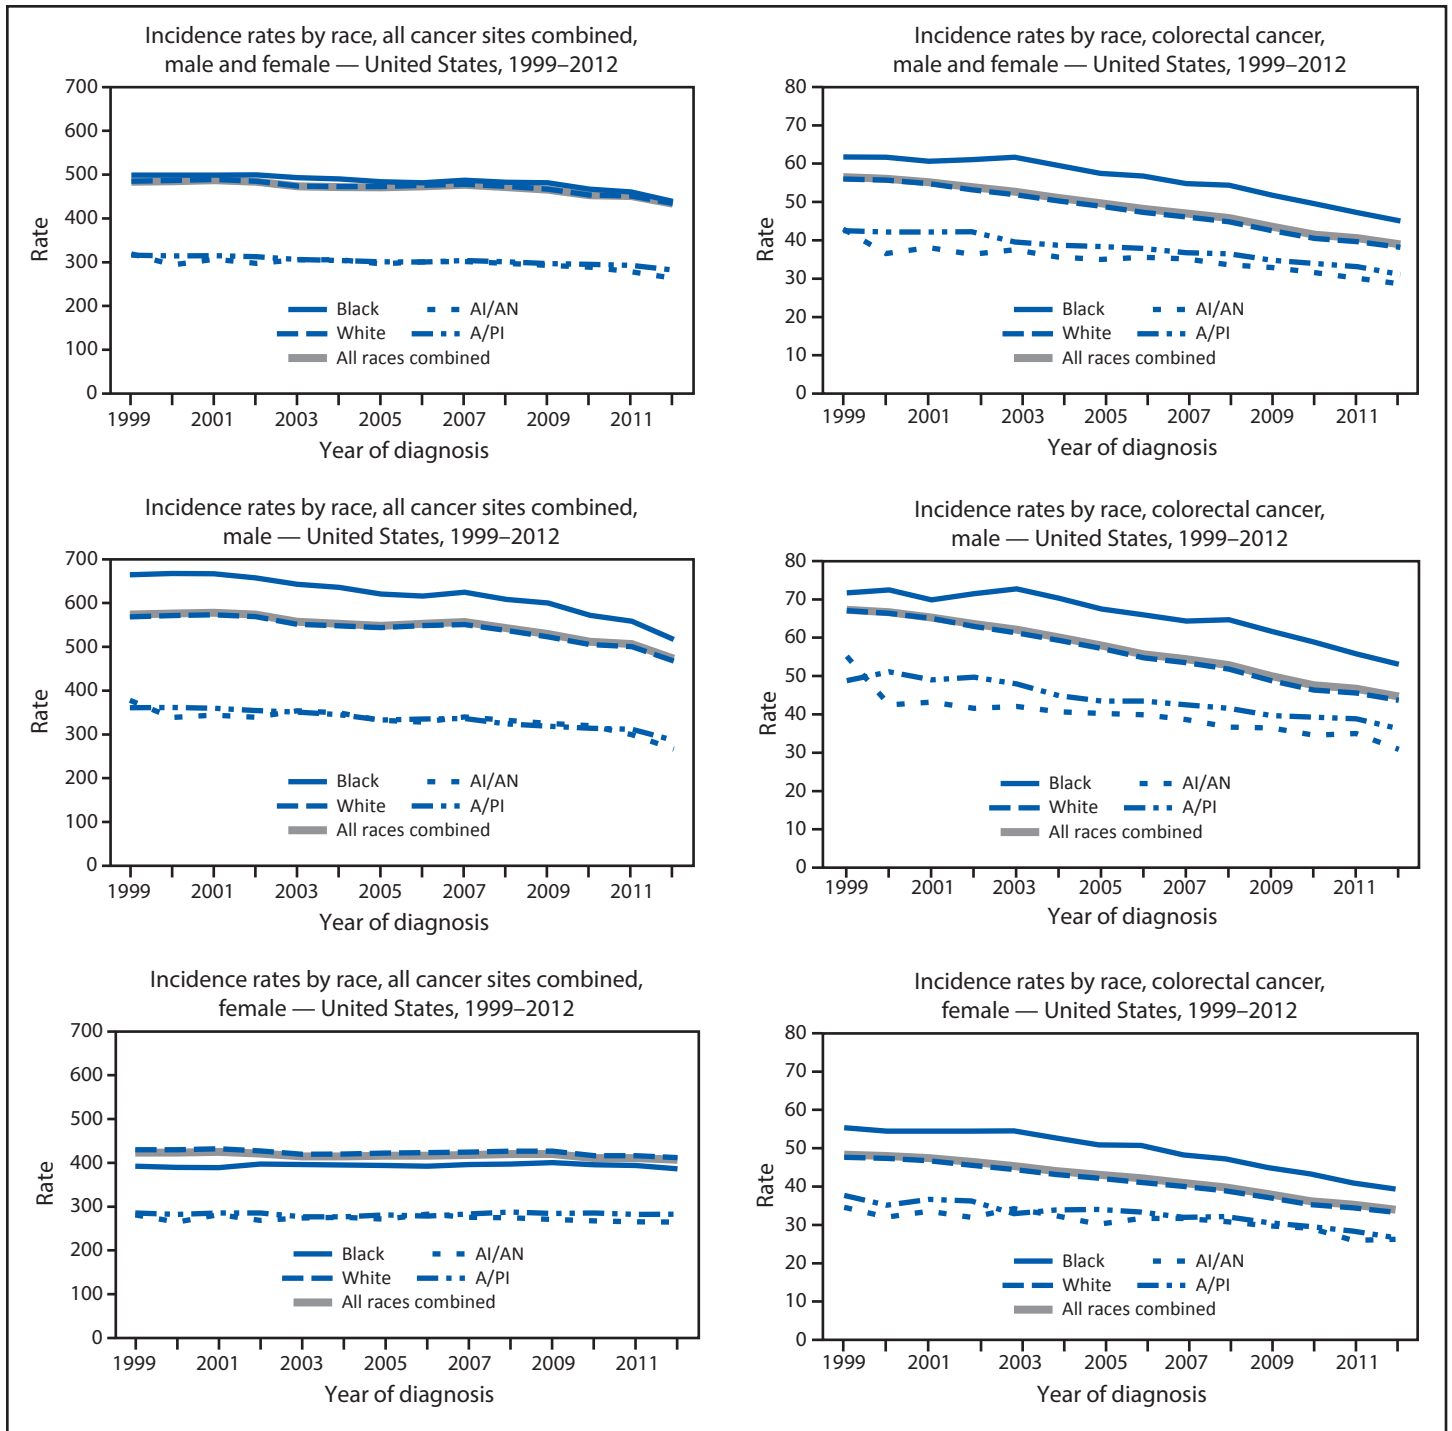 Incidence rates by race, all cancer sites combined,
male and female — United States, 1999–2012
700
600
500
400
300
200
100
0
Rate
Black
AI/AN
White
A/PI
All races combined
1999 2001 2003 2005 2007 2009 2011
Year of diagnosis
Incidence rates by race, colorectal cancer,
male and female — United States, 1999–2012
80
70
60
50
40
30
20
10
0
Rate
Black
AI/AN
White
A/PI
All races combined
1999 2001 2003 2005 2007 2009 2011
Year of diagnosis
Incidence rates by race, all cancer sites combined,
male — United States, 1999–2012
700
600
500
400
300
200
100
0
Rate
Black
AI/AN
White
A/PI
All races combined
1999 2001 2003 2005 2007 2009 2011
Year of diagnosis
Incidence rates by race, colorectal cancer,
male — United States, 1999–2012
80
70
60
50
40
30
20
10
0
Rate
Black
AI/AN
White
A/PI
All races combined
1999 2001 2003 2005 2007 2009 2011
Year of diagnosis
Incidence rates by race, all cancer sites combined,
female — United States, 1999–2012
700
600
500
400
300
200
100
0
Rate
Black
AI/AN
White
A/PI
All races combined
1999 2001 2003 2005 2007 2009 2011
Year of diagnosis
Incidence rates by race, colorectal cancer,
female — United States, 1999–2012
80
70
60
50
40
30
20
10
0
Rate
Black
AI/AN
White
A/PI
All races combined
1999 2001 2003 2005 2007 2009 2011
Year of diagnosis